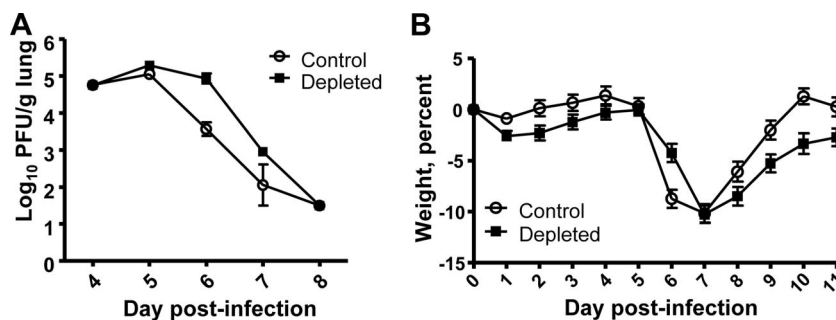 A
Log10 PFU/g lung
6
5
4
3
2
1
0
4
5
6
7
8
Day post-infection
Control
Depleted
B
Weight, percent
5
0
-5
-10
-15
0
1
2
3
4
5
6
7
8
9
10
11
Day post-infection
Control
Depleted